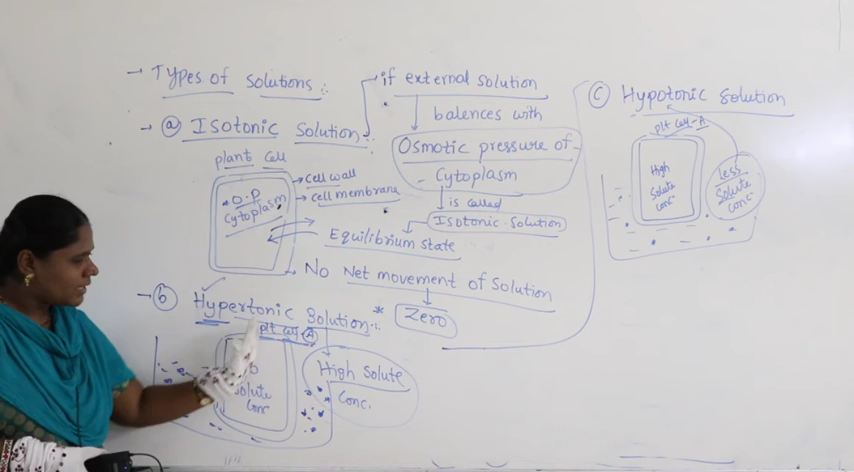 → Types of Solutions :
→ ⓐ Isotonic Solution :
plant cell
→ cell wall
→ cell membrane
O.P
Cytoplasm
if external solution
balences with
Osmotic pressure of
Cytoplasm
is called
Isotonic Solution
Equilibrium state
→ No Net movement of Solution
Zero
→ ⓑ Hypertonic Solution :
plt cell - A
Solute
conc
High Solute
Conc.
ⓒ Hypotonic Solution
plt cell - A
High
Solute
conc
Less
Solute
conc